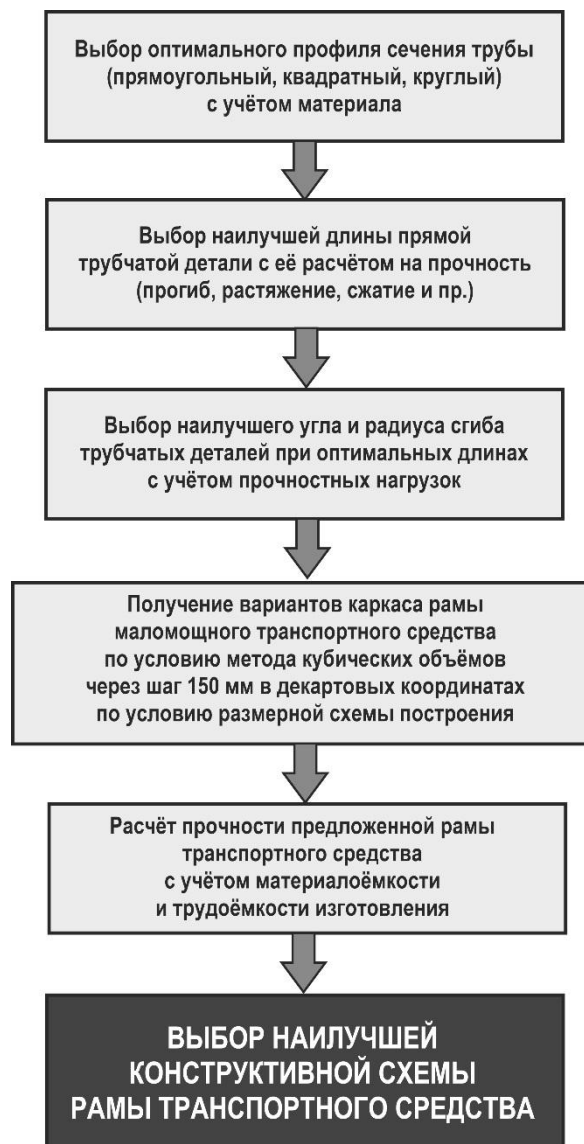 Выбор оптимального профиля сечения трубы
(прямоугольный, квадратный, круглый)
с учётом материала
Выбор наилучшей длины прямой
трубчатой детали с её расчётом на прочность
(прогиб, растяжение, сжатие и пр.)
Выбор наилучшего угла и радиуса сгиба
трубчатых деталей при оптимальных длинах
с учётом прочностных нагрузок
Получение вариантов каркаса рамы
маломощного транспортного средства
по условию метода кубических объёмов
через шаг 150 мм в декартовых координатах
по условию размерной схемы построения
Расчёт прочности предложенной рамы
транспортного средства
с учётом материалоёмкости
и трудоёмкости изготовления
ВЫБОР НАИЛУЧШЕЙ
КОНСТРУКТИВНОЙ СХЕМЫ
РАМЫ ТРАНСПОРТНОГО СРЕДСТВА